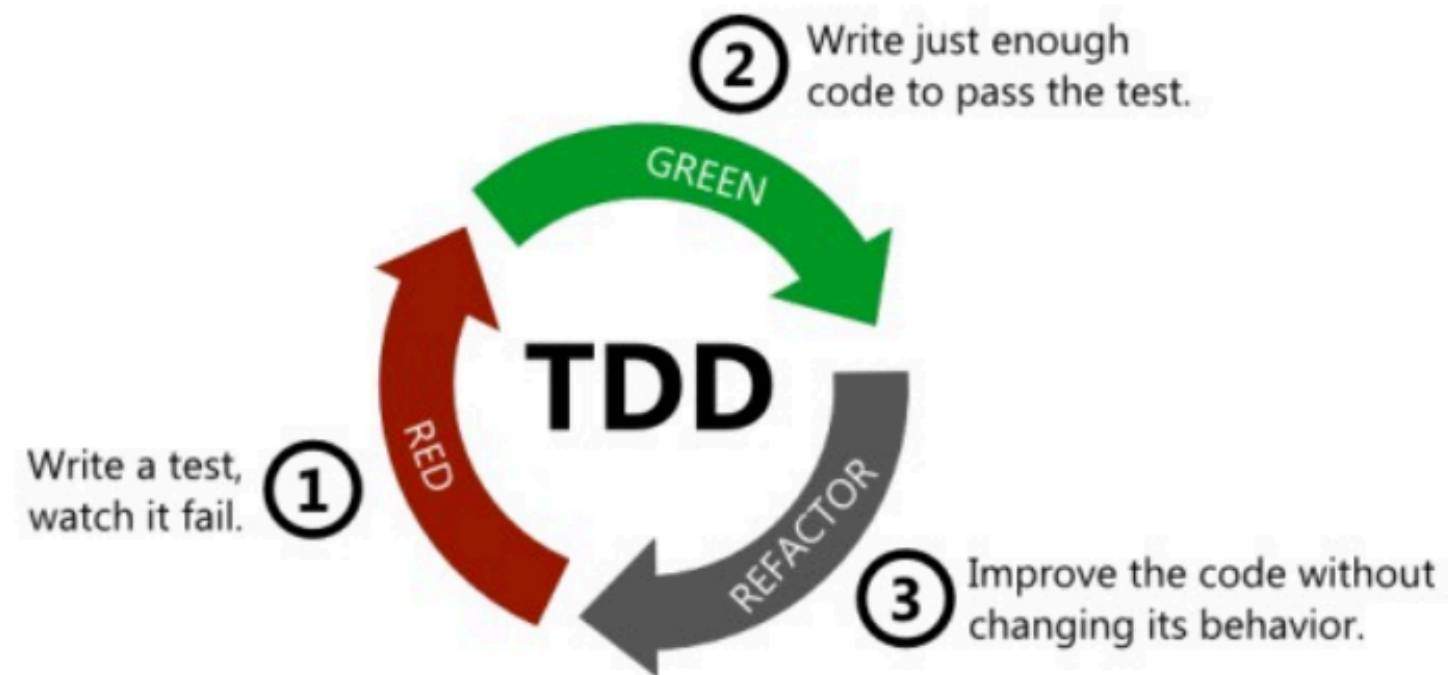 2
Write just enough
code to pass the test.
GREEN
TDD
RED
Write a test,
watch it fail.
1
REFACTOR
3
Improve the code without
changing its behavior.